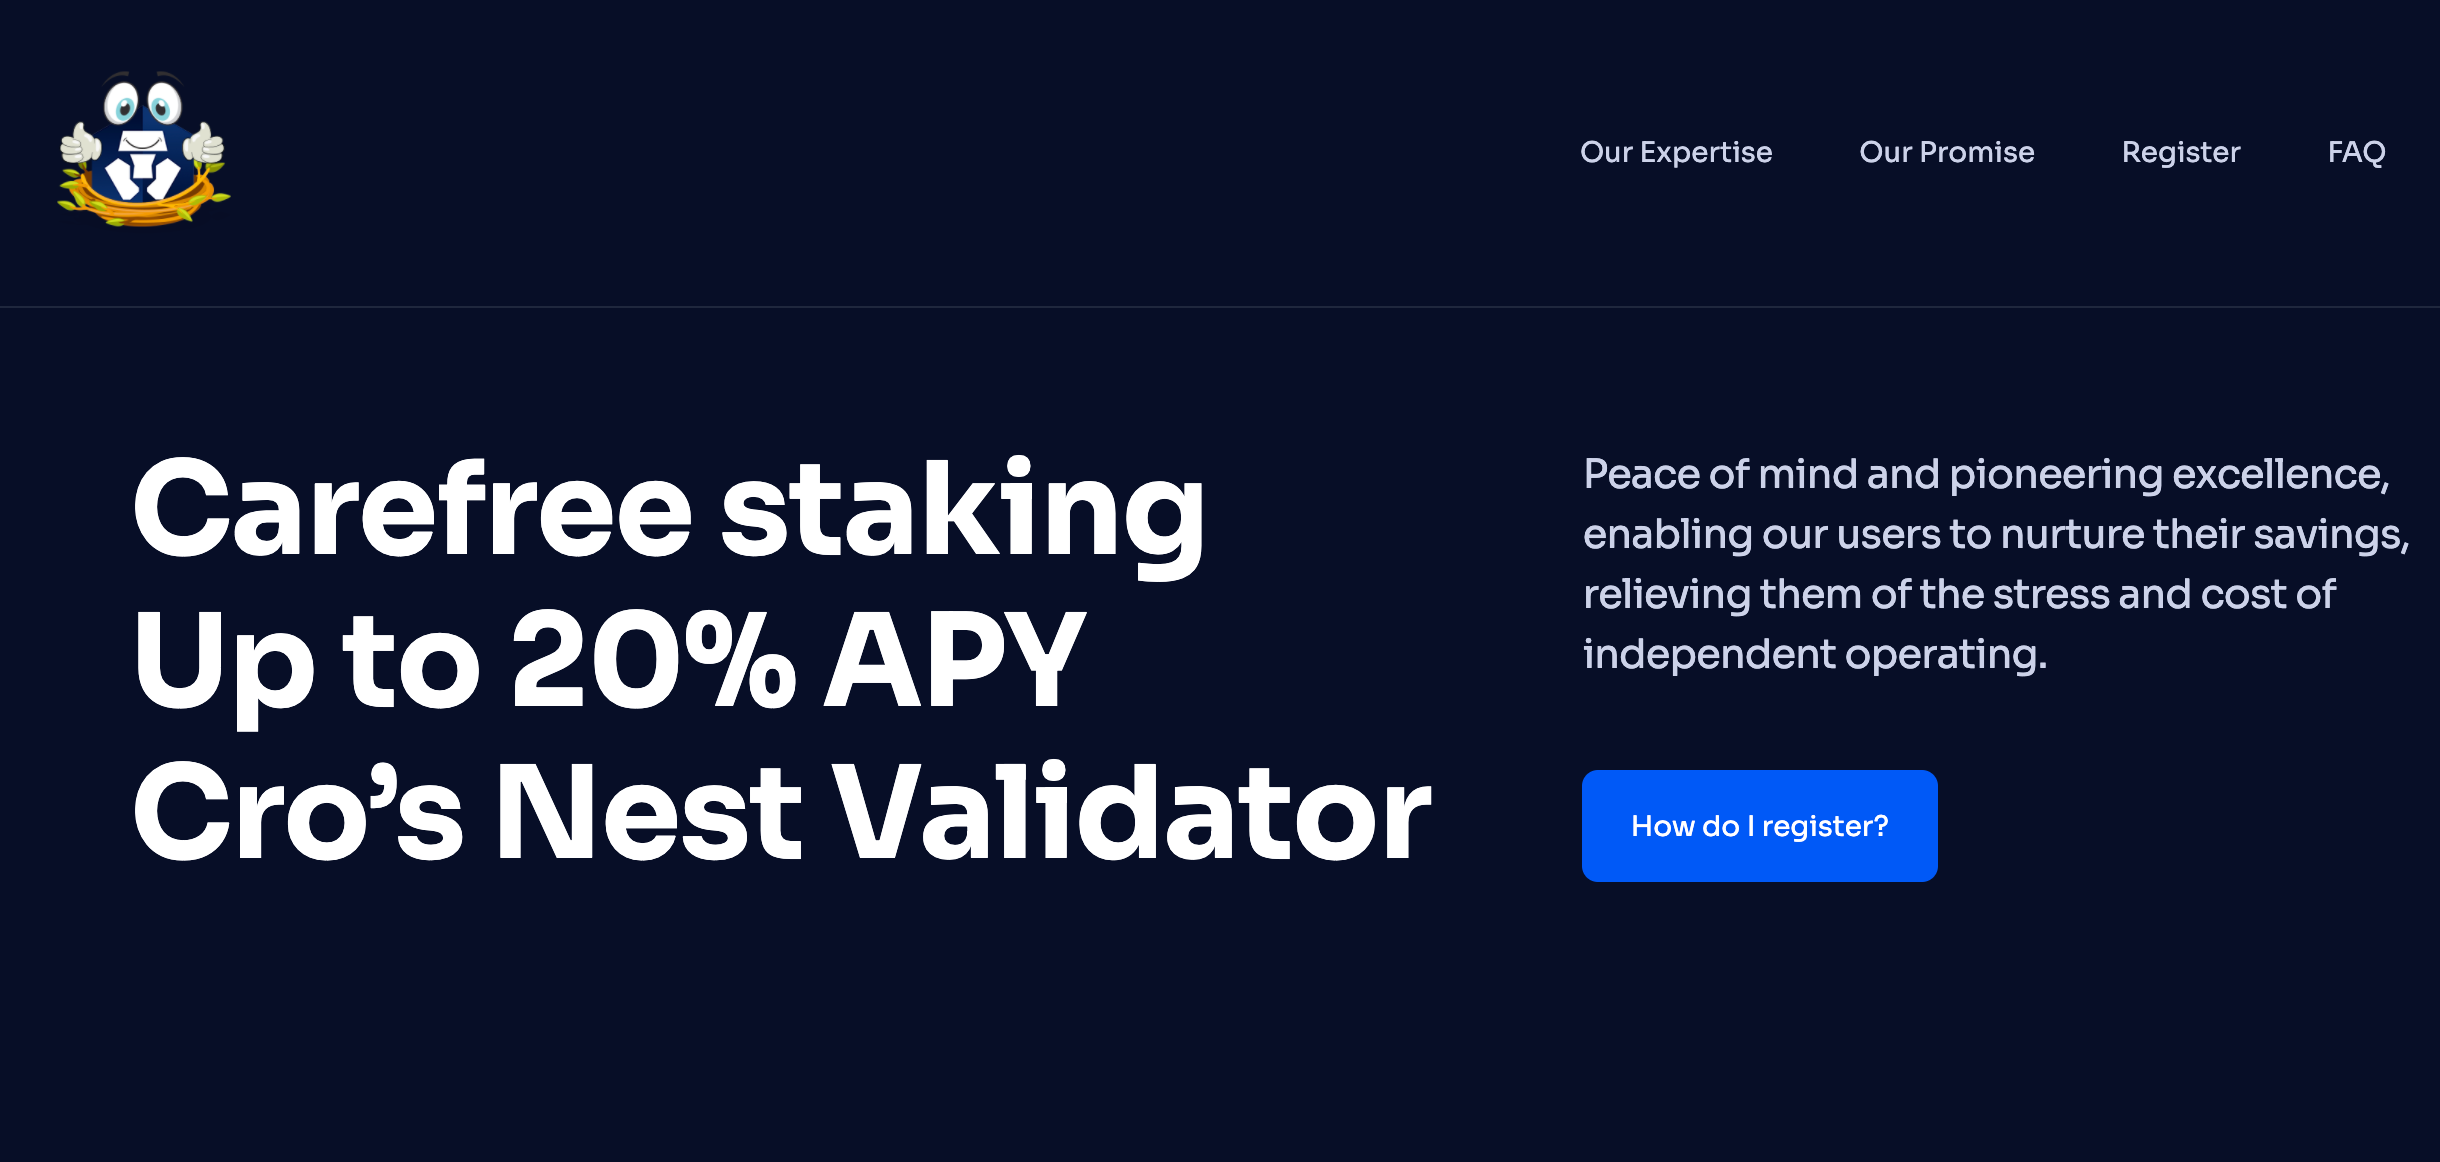 Our Expertise
Our Promise
Register
FAQ
Carefree staking
Up to 20% APY
Cro’s Nest Validator
Peace of mind and pioneering excellence,
enabling our users to nurture their savings,
relieving them of the stress and cost of
independent operating.
How do I register?